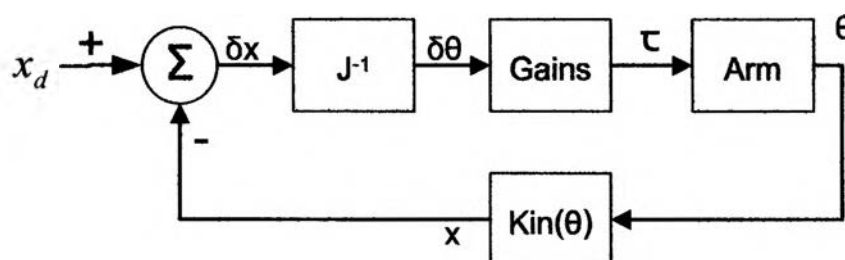 +
x_d
Σ
δx
J⁻¹
δθ
Gains
τ
Arm
θ
-
x
Kin(θ)